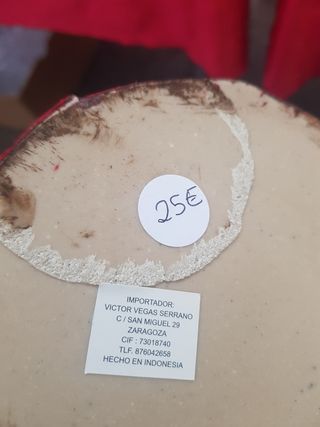 25€
IMPORTADOR:
VICTOR VEGAS SERRANO
C / SAN MIGUEL 29
ZARAGOZA
CIF : 73018740
TLF. 876042658
HECHO EN INDONESIA